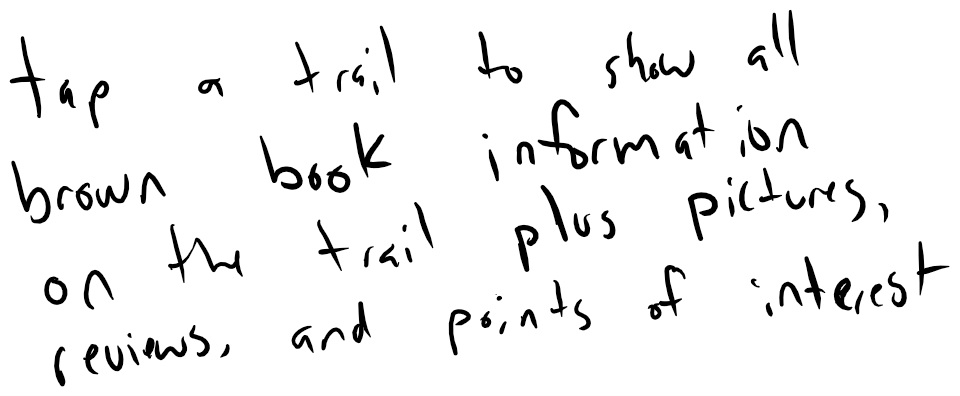 tap a trail to show all
brown book information
on the trail plus pictures,
reviews, and points of interest